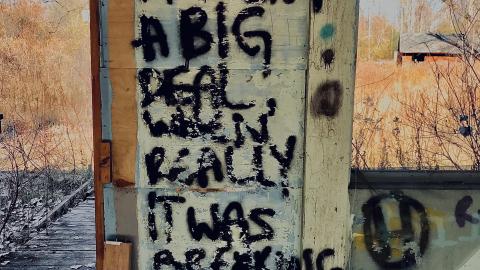 A BIG
DEAL,
WHEN
REALLY
IT WAS
H